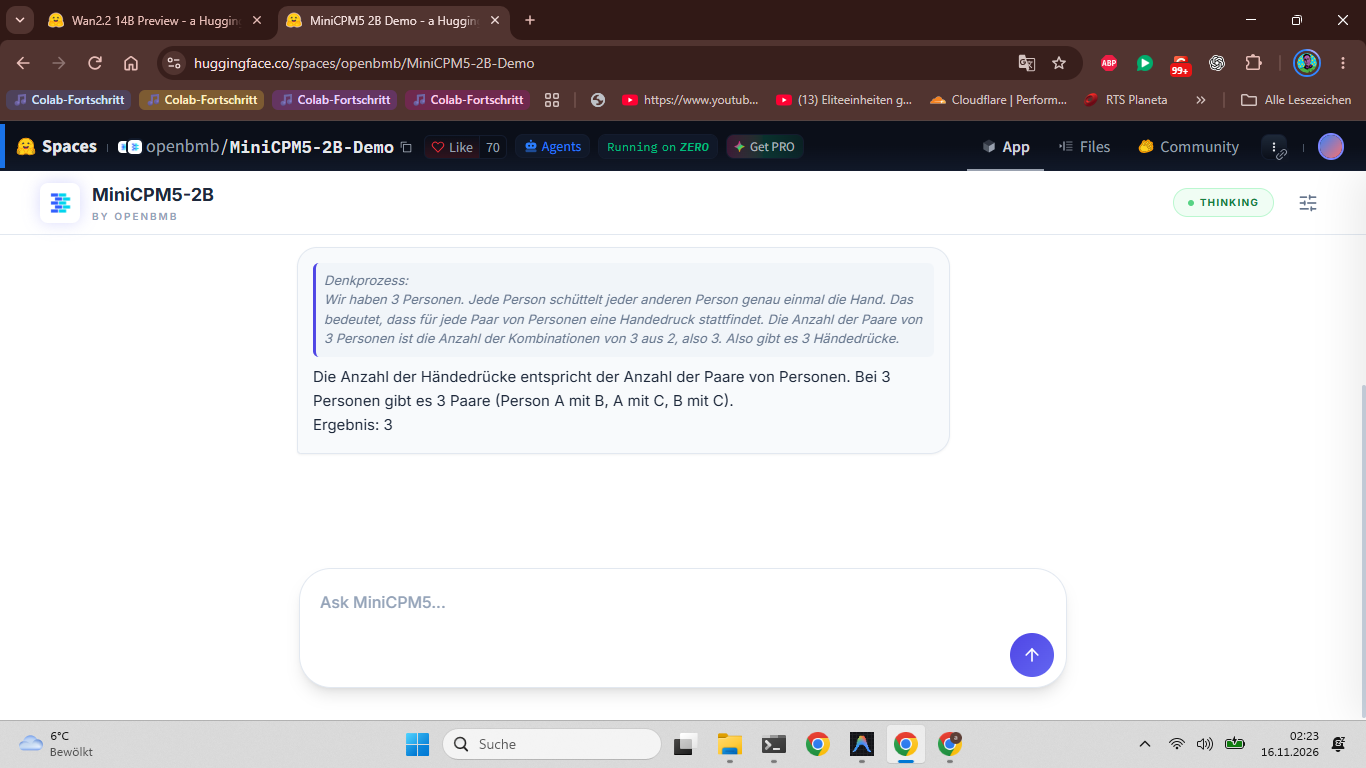 Wan2.2 14B Preview - a Hugging
MiniCPM5 2B Demo - a Hugging
huggingface.co/spaces/openbmb/MiniCPM5-2B-Demo
ABP
99+
Colab-Fortschritt
Colab-Fortschritt
Colab-Fortschritt
Colab-Fortschritt
https://www.youtub...
(13) Eliteeinheiten g...
Cloudflare | Perform...
RTS Planeta
Alle Lesezeichen
Spaces
openbmb/MiniCPM5-2B-Demo
Like 70
Agents
Running on ZERO
Get PRO
App
Files
Community
MiniCPM5-2B
BY OPENBMB
THINKING
Denkprozess:
Wir haben 3 Personen. Jede Person schüttelt jeder anderen Person genau einmal die Hand. Das
bedeutet, dass für jede Paar von Personen eine Handedruck stattfindet. Die Anzahl der Paare von
3 Personen ist die Anzahl der Kombinationen von 3 aus 2, also 3. Also gibt es 3 Händedrücke.
Die Anzahl der Händedrücke entspricht der Anzahl der Paare von Personen. Bei 3
Personen gibt es 3 Paare (Person A mit B, A mit C, B mit C).
Ergebnis: 3
Ask MiniCPM5...
6°C
Bewölkt
Suche
02:23
16.11.2026